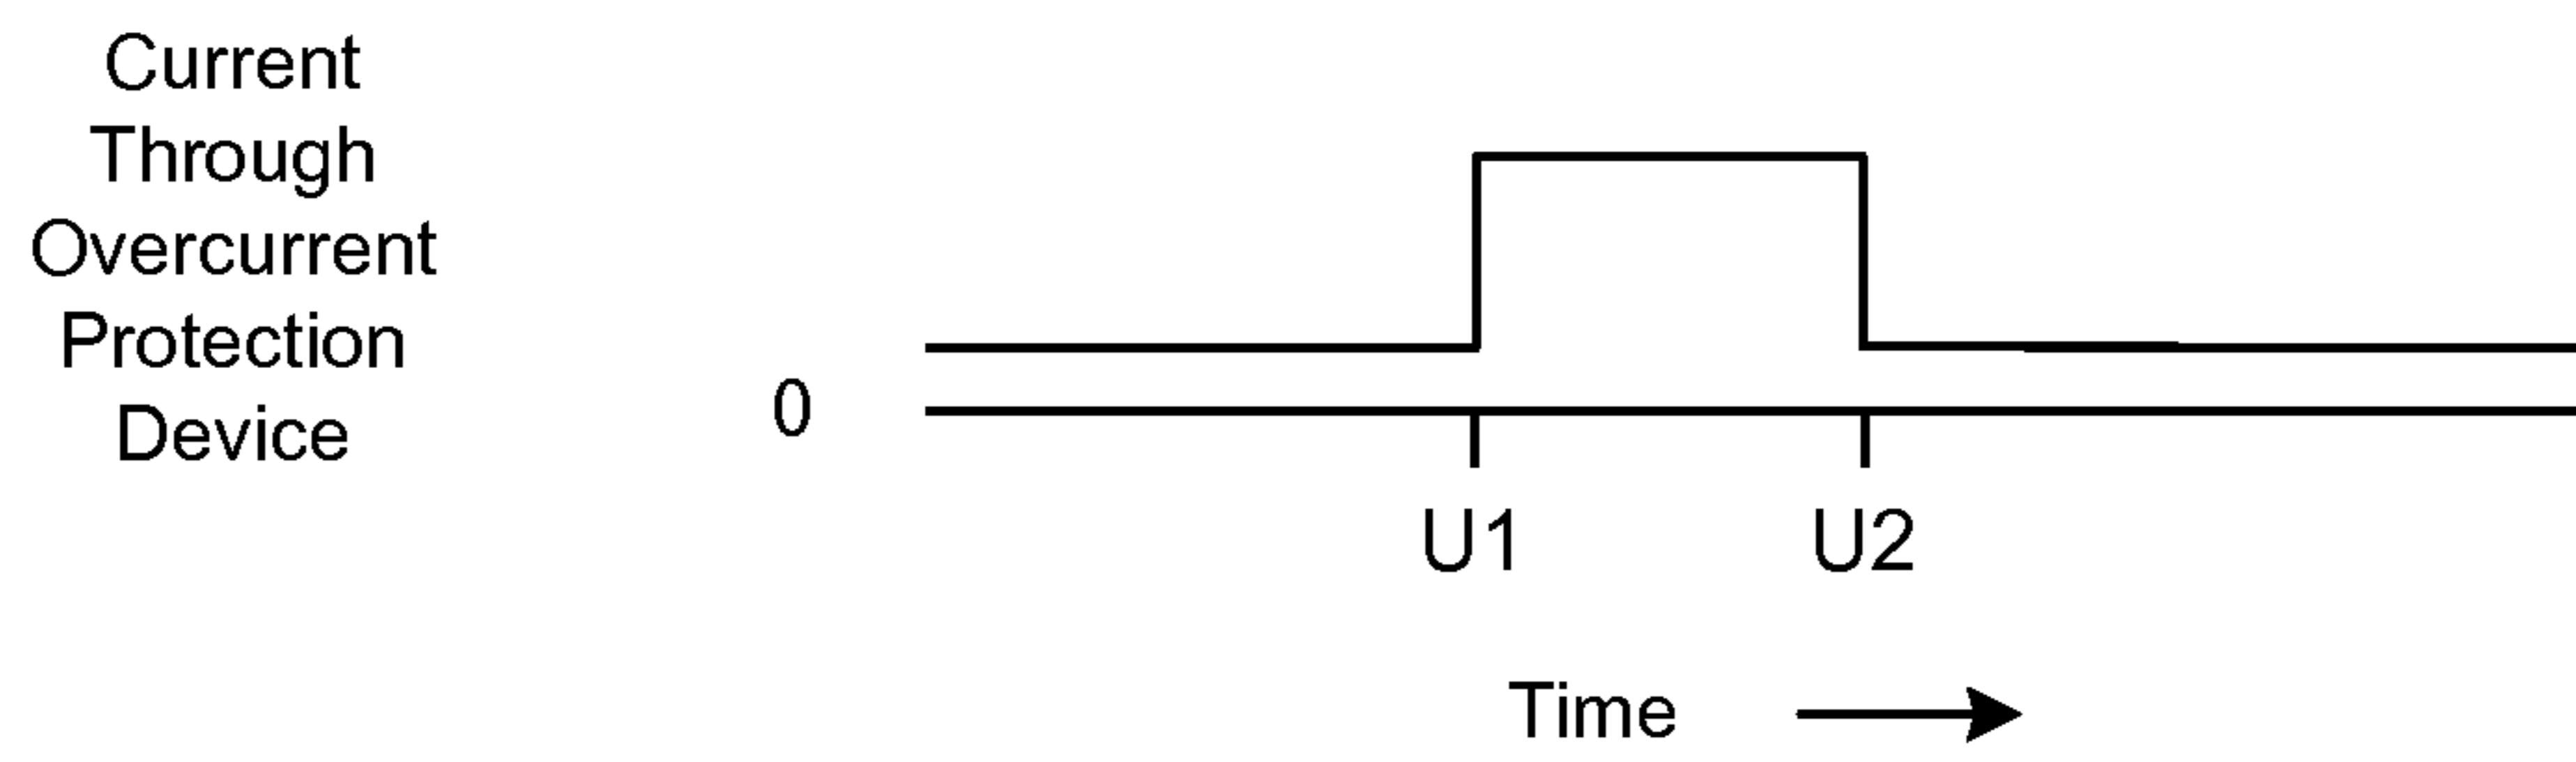 Current
Through
Overcurrent
Protection
Device
0
U1 U2
Time